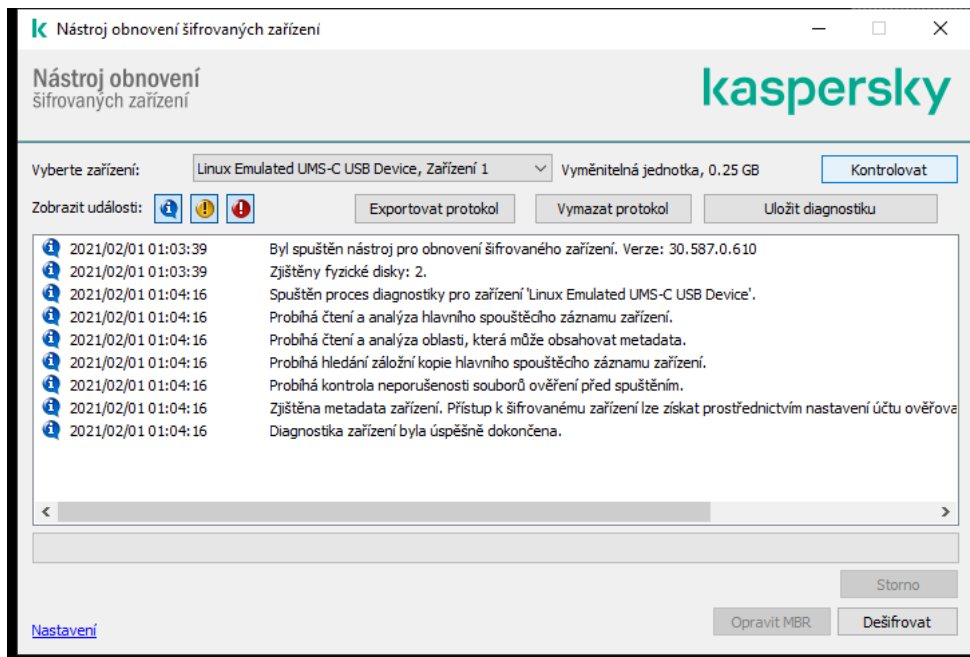 Nástroj obnovení šifrovaných zařízení
Nástroj obnovení
šifrovaných zařízení
kaspersky
Vyberte zařízení: Linux Emulated UMS-C USB Device, Zařízení 1 Vyměnitelná jednotka, 0.25 GB Kontrolovat
Zobrazit události: Exportovat protokol Vymazat protokol Uložit diagnostiku
2021/02/01 01:03:39 Byl spuštěn nástroj pro obnovení šifrovaného zařízení. Verze: 30.587.0.610
2021/02/01 01:03:39 Zjištěny fyzické disky: 2.
2021/02/01 01:04:16 Spuštěn proces diagnostiky pro zařízení 'Linux Emulated UMS-C USB Device'.
2021/02/01 01:04:16 Probíhá čtení a analýza hlavního spouštěcího záznamu zařízení.
2021/02/01 01:04:16 Probíhá čtení a analýza oblasti, která může obsahovat metadata.
2021/02/01 01:04:16 Probíhá hledání záložní kopie hlavního spouštěcího záznamu zařízení.
2021/02/01 01:04:16 Probíhá kontrola neporušenosti souborů ověření před spuštěním.
2021/02/01 01:04:16 Zjištěna metadata zařízení. Přístup k šifrovanému zařízení lze získat prostřednictvím nastavení účtu ověřova
2021/02/01 01:04:16 Diagnostika zařízení byla úspěšně dokončena.
Storno
Nastavení Opravit MBR Dešifrovat